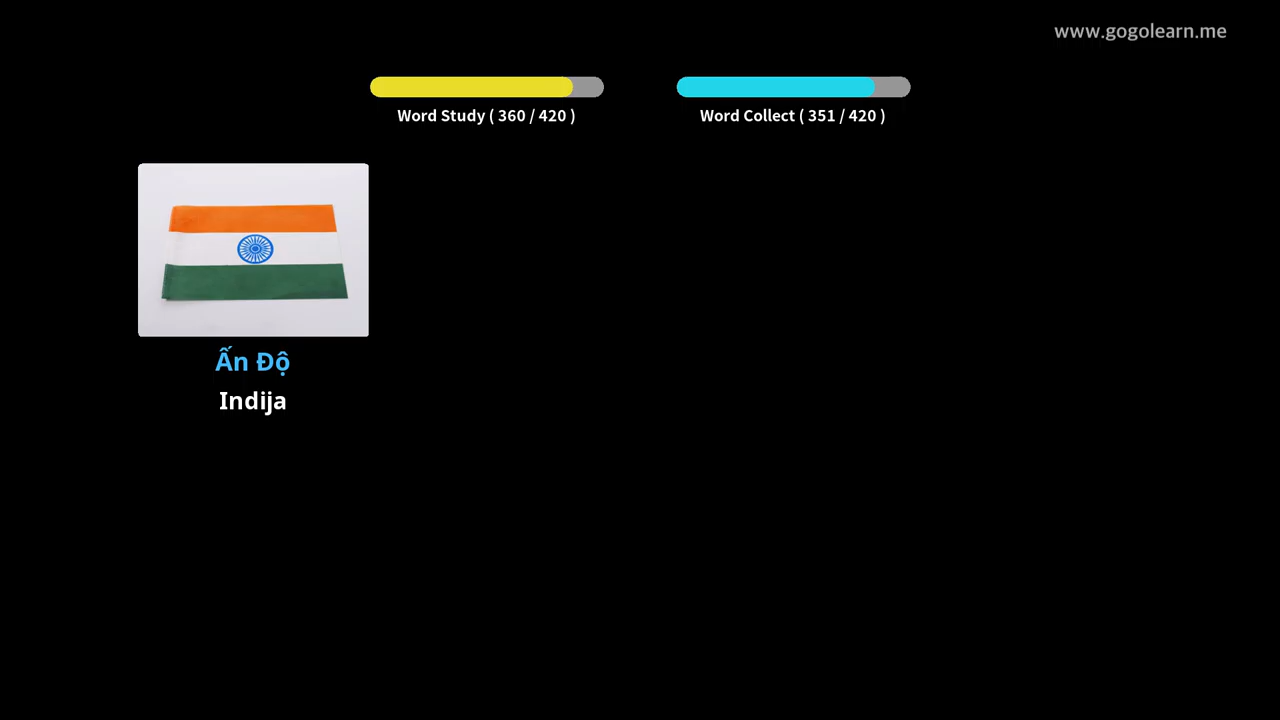 www.gogolearn.me
Word Study ( 360 / 420 )
Word Collect ( 351 / 420 )
Ấn Độ
Indija